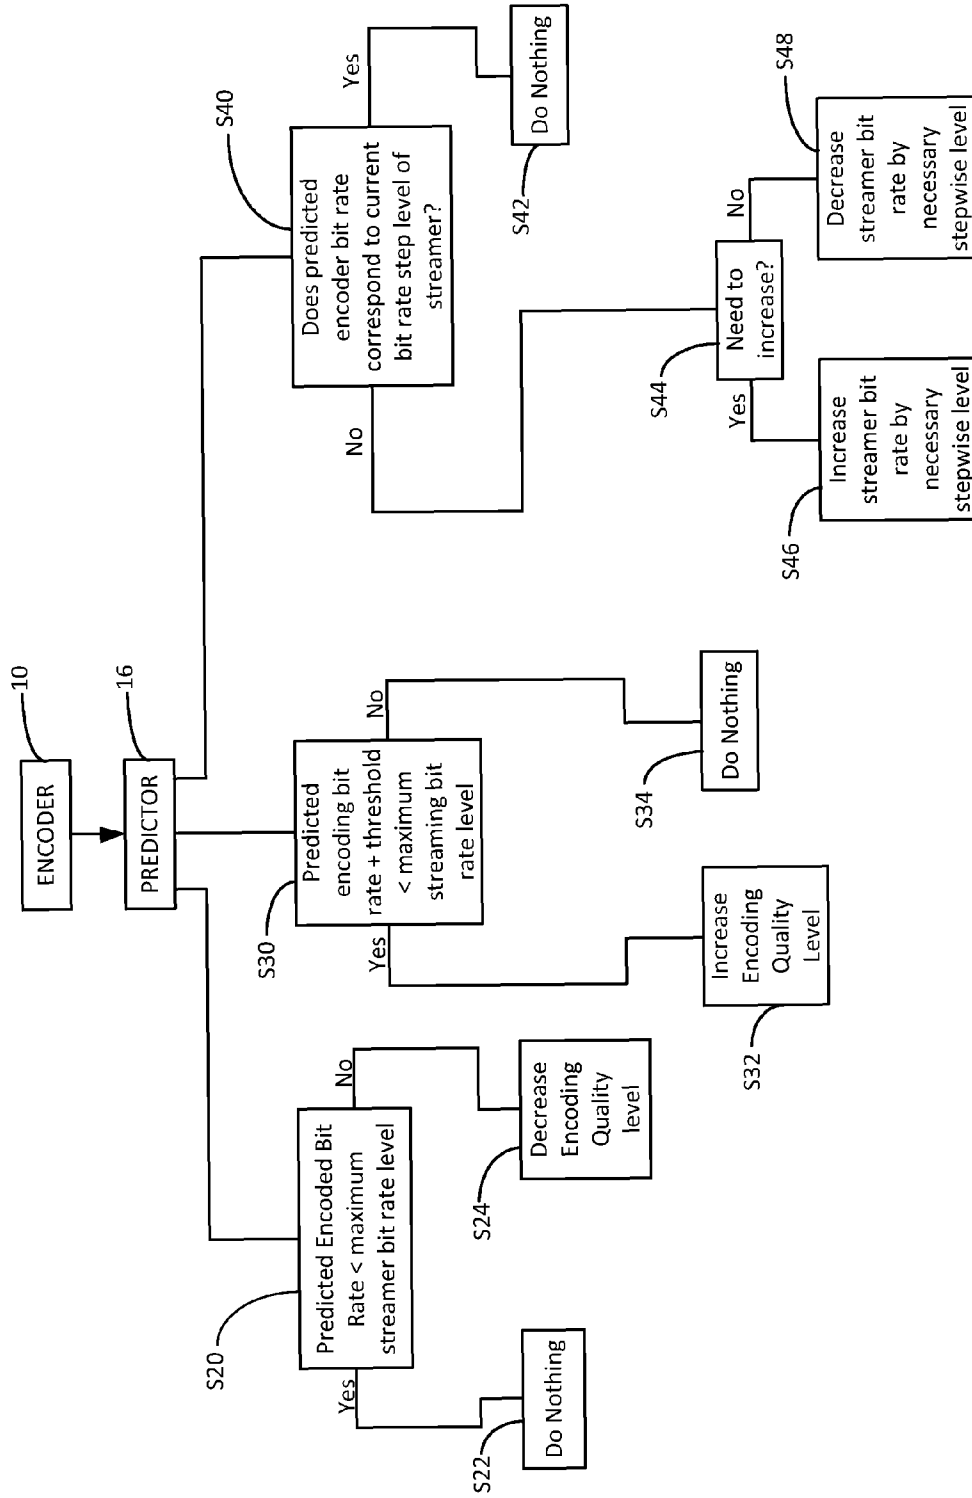 ENCODER
10
PREDICTOR
16
S20
Predicted Encoded Bit
Rate < maximum
streamer bit rate level
Yes
No
S22
Do Nothing
S24
Decrease
Encoding
Quality
level
S30
Predicted
encoding bit
rate + threshold
< maximum
streaming bit
rate level
Yes
No
S32
Increase
Encoding
Quality
Level
S34
Do Nothing
S40
Does predicted
encoder bit rate
correspond to current
bit rate step level of
streamer?
No
Yes
S42
Do Nothing
S44
Need to
increase?
Yes
No
S46
Increase
streamer bit
rate by
necessary
stepwise level
S48
Decrease
streamer bit
rate by
necessary
stepwise level